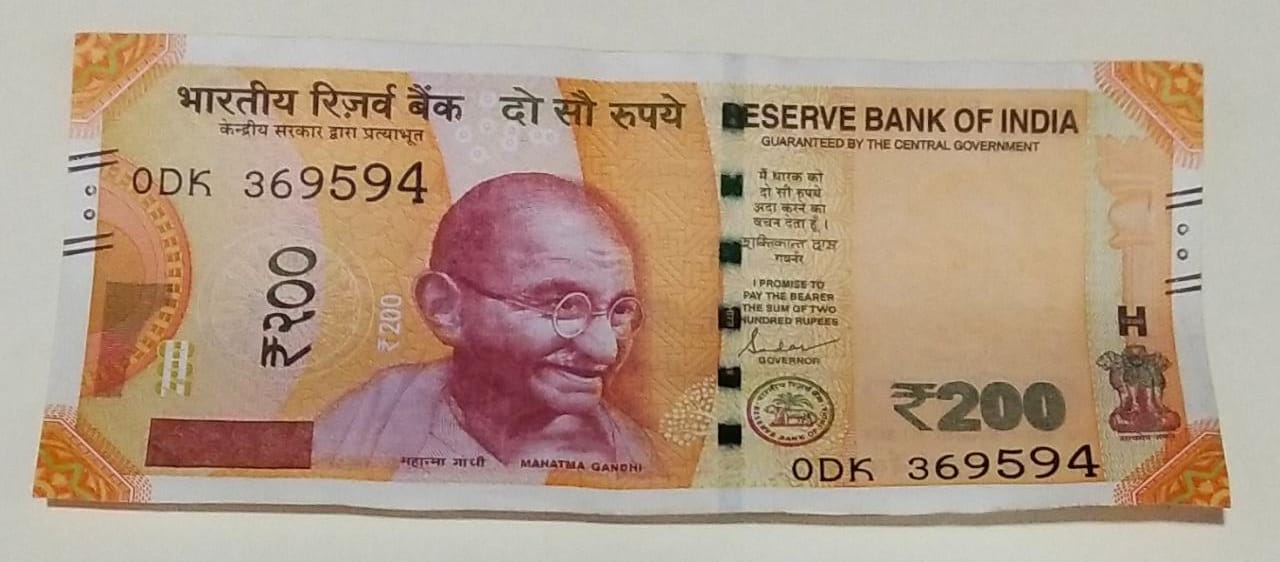 भारतीय रिज़र्व बैंक दो सौ रुपये
केन्द्रीय सरकार द्वारा प्रत्याभूत
0DK 369594
₹२००
₹200
महात्मा गांधी MAHATMA GANDHI
RESERVE BANK OF INDIA
GUARANTEED BY THE CENTRAL GOVERNMENT
मैं धारक को
दो सौ रुपये
अदा करने का
वचन देता हूँ।
शक्तिकान्त दास
गवर्नर
I PROMISE TO
PAY THE BEARER
THE SUM OF TWO
HUNDRED RUPEES
GOVERNOR
भारतीय रिज़र्व बैंक
RESERVE BANK OF INDIA
H
₹200
सत्यमेव जयते
0DK 369594